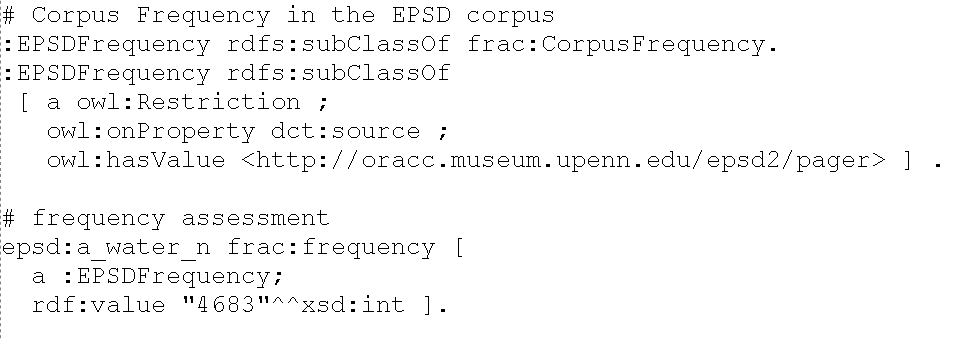 # Corpus Frequency in the EPSD corpus
:EPSDFrequency rdfs:subClassOf frac:CorpusFrequency.
:EPSDFrequency rdfs:subClassOf
[ a owl:Restriction ;
owl:onProperty dct:source ;
owl:hasValue <http://oracc.museum.upenn.edu/epsd2/pager> ] .
# frequency assessment
epsd:a_water_n frac:frequency [
a :EPSDFrequency;
rdf:value "4683"^^xsd:int ].